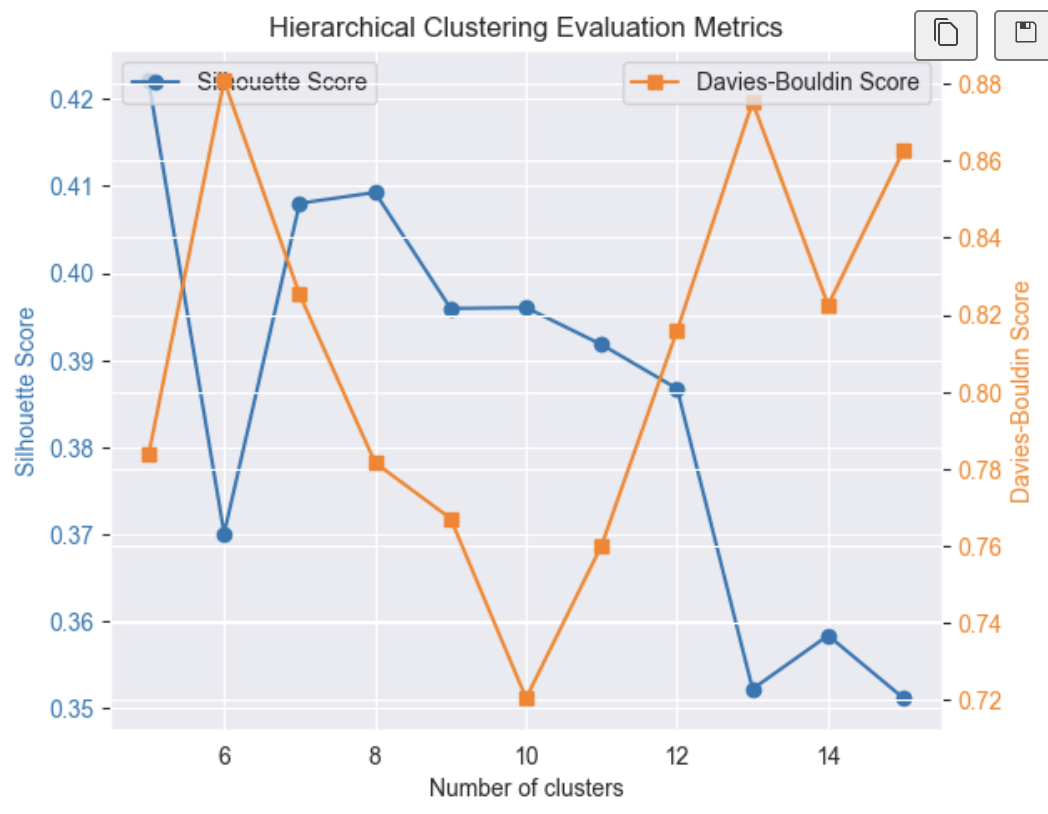 Hierarchical Clustering Evaluation Metrics
Silhouette Score
Davies-Bouldin Score
0.42
0.41
0.40
0.39
0.38
0.37
0.36
0.35
Silhouette Score
0.88
0.86
0.84
0.82
0.80
0.78
0.76
0.74
0.72
Davies-Bouldin Score
6 8 10 12 14
Number of clusters